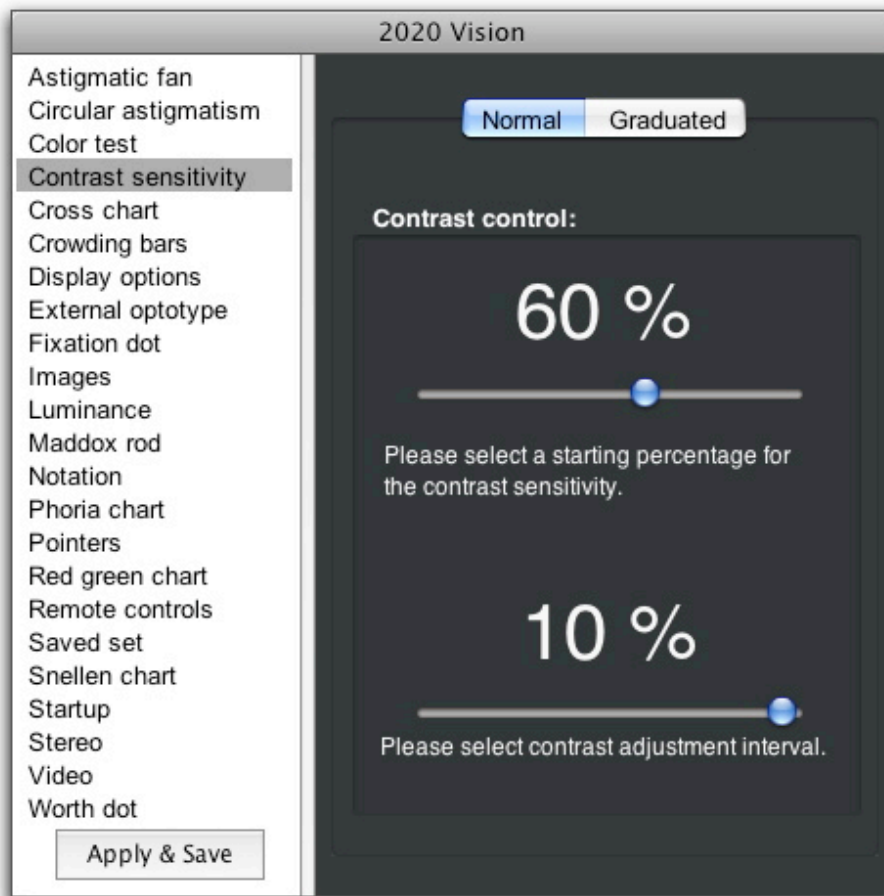 2020 Vision
Astigmatic fan
Circular astigmatism
Color test
Contrast sensitivity
Cross chart
Crowding bars
Display options
External optotype
Fixation dot
Images
Luminance
Maddox rod
Notation
Phoria chart
Pointers
Red green chart
Remote controls
Saved set
Snellen chart
Startup
Stereo
Video
Worth dot
Apply & Save
Normal
Graduated
Contrast control:
60 %
Please select a starting percentage for
the contrast sensitivity.
10 %
Please select contrast adjustment interval.